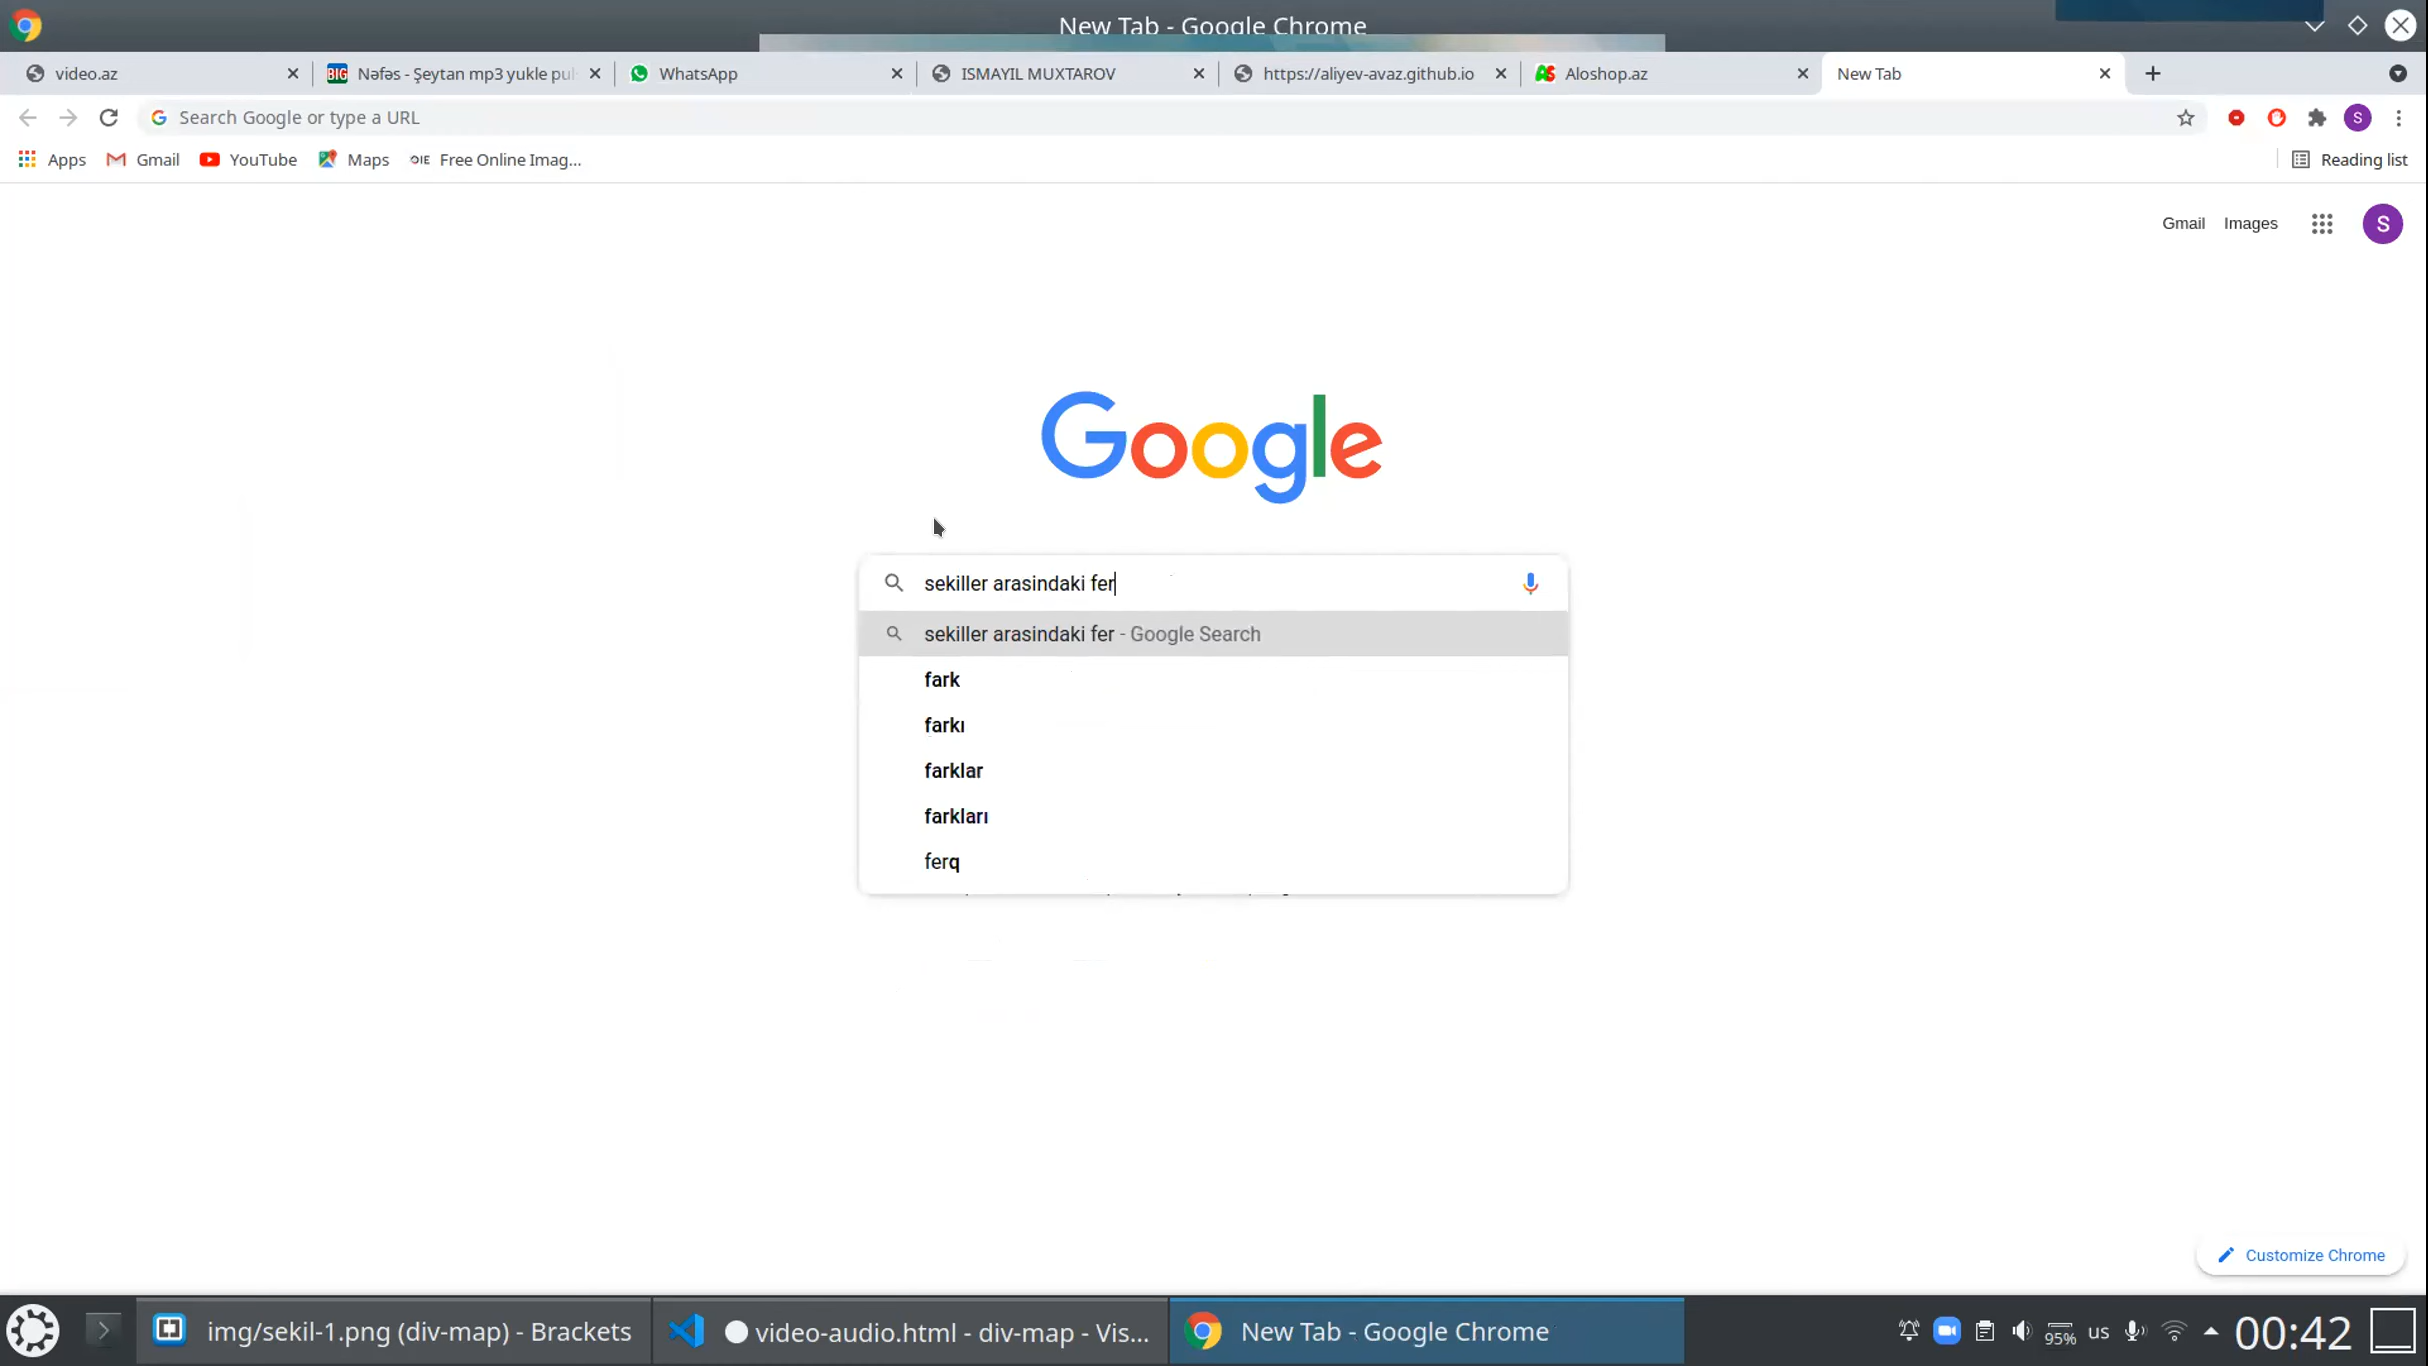 New Tab - Google Chrome
video.az
Nəfəs - Şeytan mp3 yukle pul
WhatsApp
ISMAYIL MUXTAROV
https://aliyev-avaz.github.io
Aloshop.az
New Tab
Search Google or type a URL
Apps
Gmail
YouTube
Maps
OIE Free Online Imag...
Reading list
Gmail
Images
S
Google
sekiller arasindaki fer
sekiller arasindaki fer - Google Search
fark
farkı
farklar
farkları
ferq
Customize Chrome
img/sekil-1.png (div-map) - Brackets
video-audio.html - div-map - Vis...
New Tab - Google Chrome
95%
us
00:42